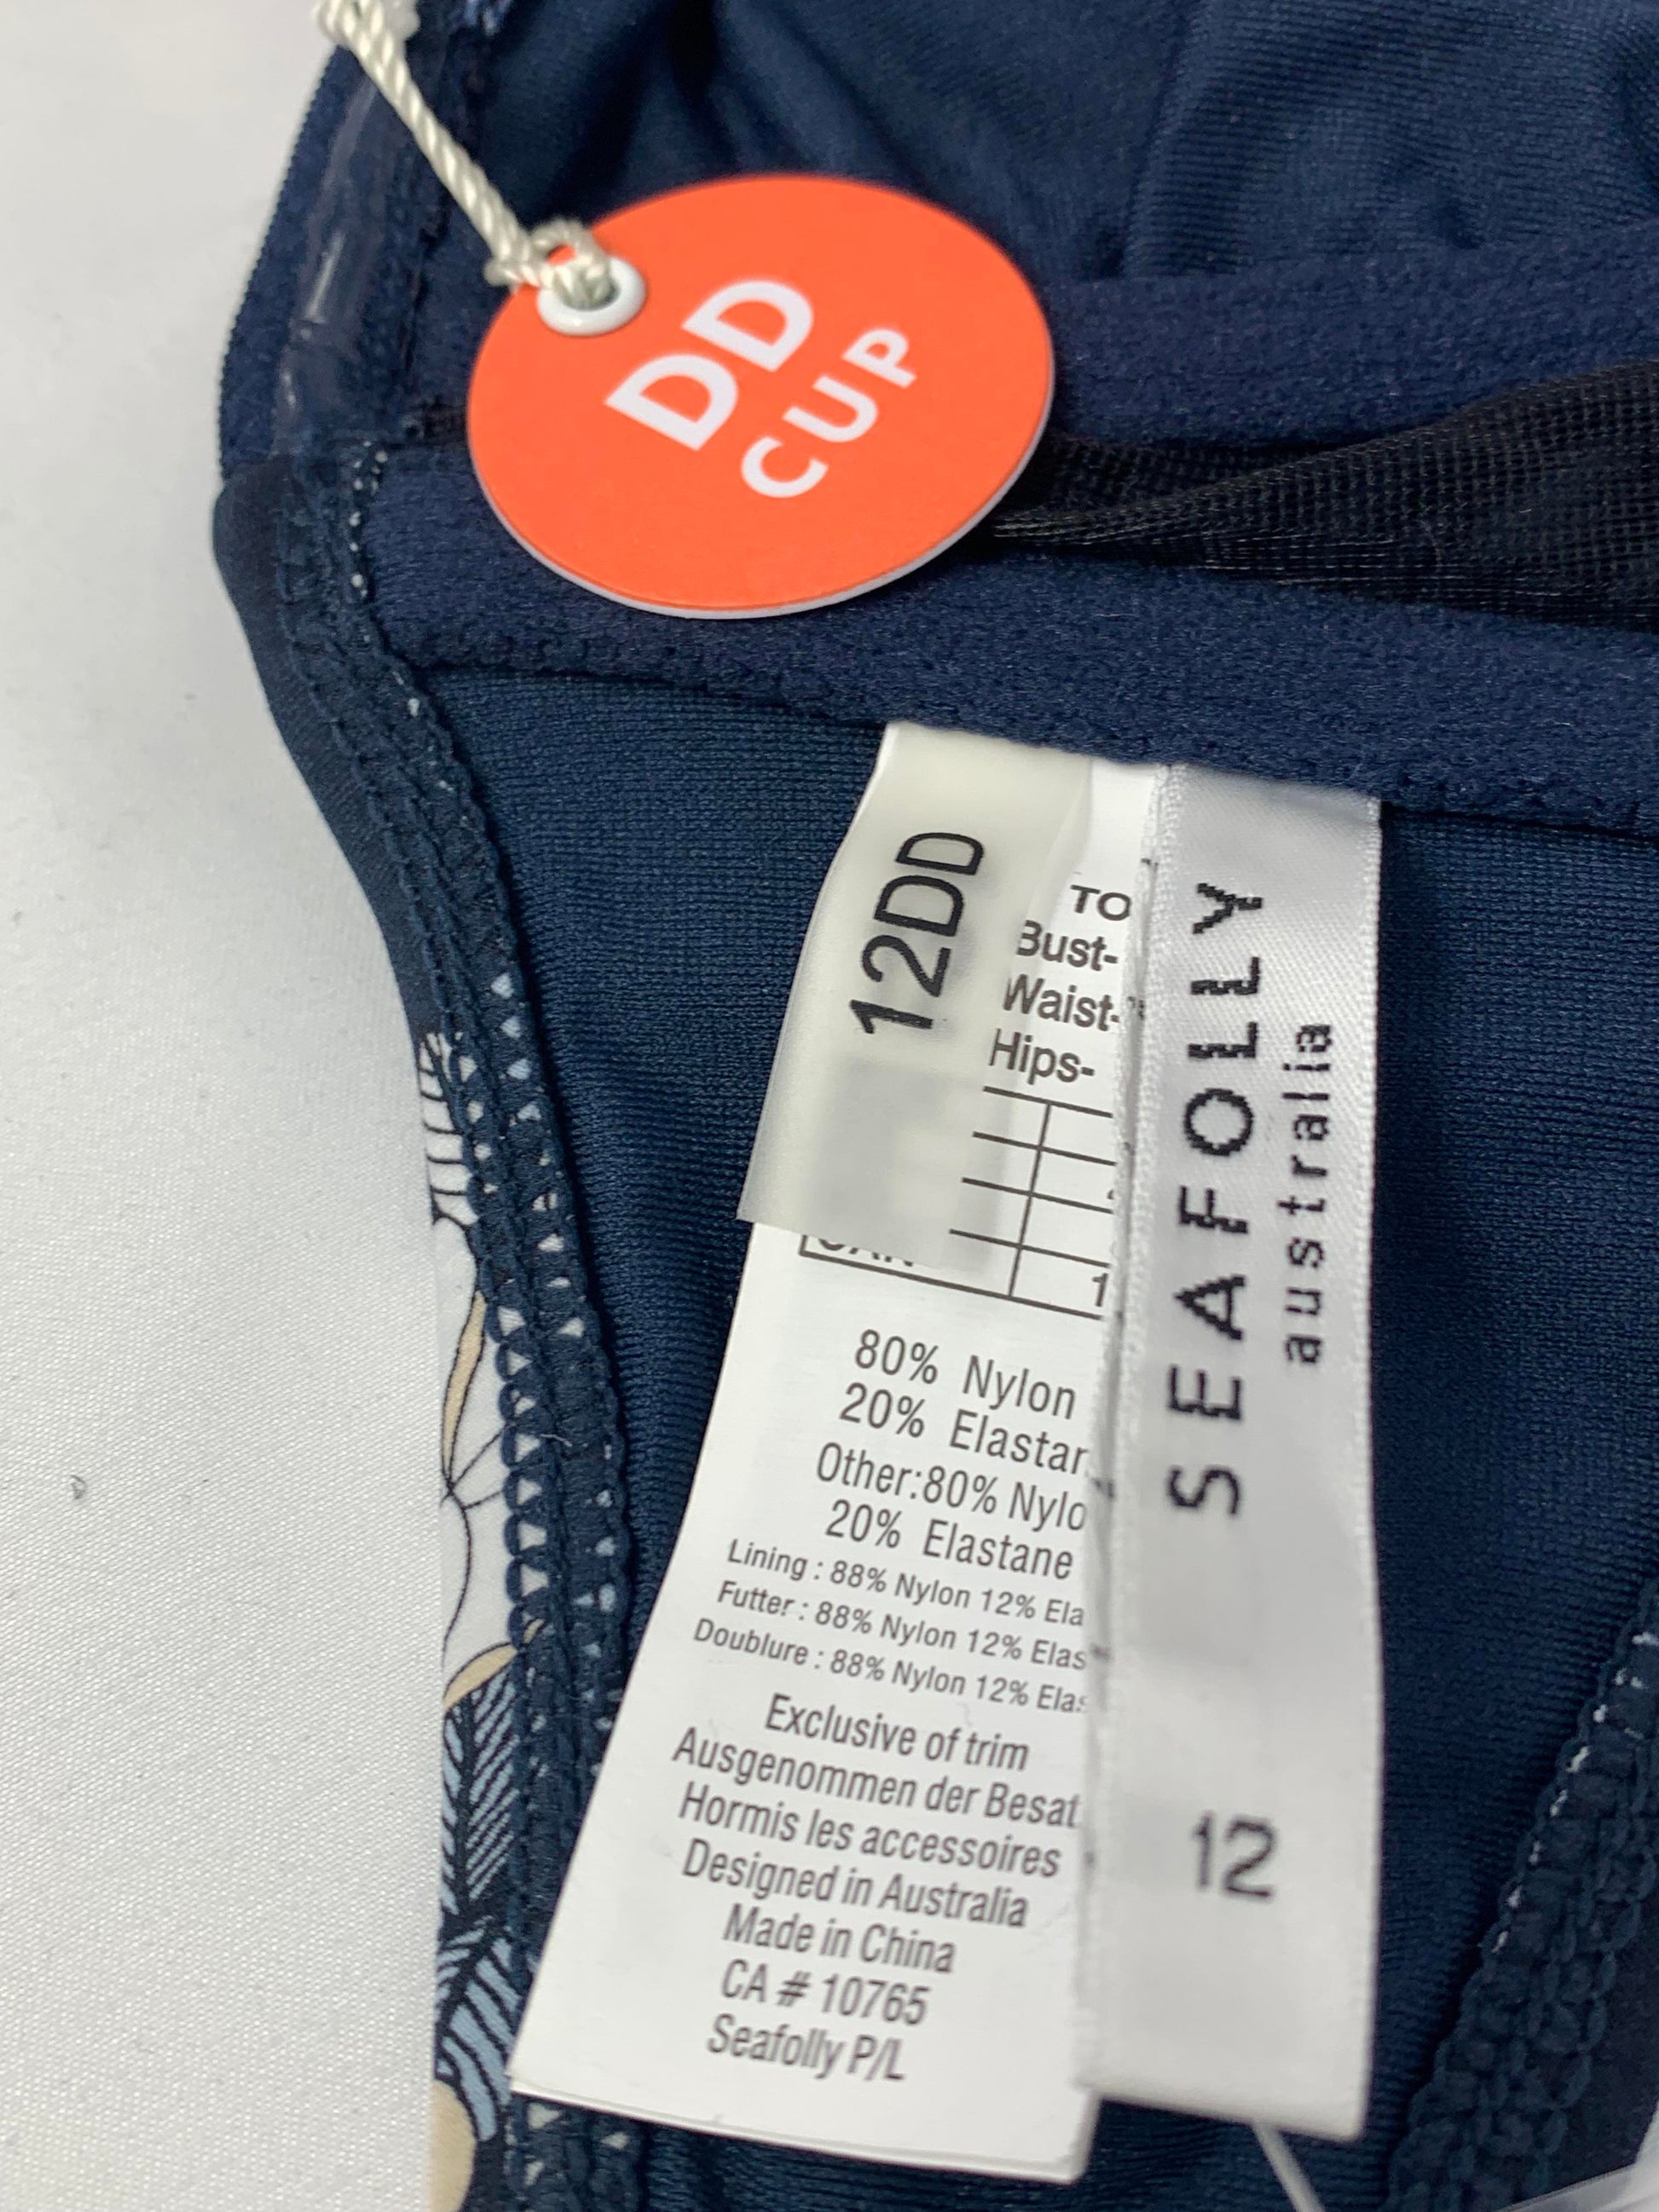 DD
CUP
12DD
TO
Bust-
Waist-
Hips-
1
80% Nylon
20% Elastan
Other:80% Nylo
20% Elastane
Lining : 88% Nylon 12% Ela
Futter : 88% Nylon 12% Elas
Doublure : 88% Nylon 12% Elas
Exclusive of trim
Ausgenommen der Besat
Hormis les accessoires
Designed in Australia
Made in China
CA # 10765
Seafolly P/L
SEAFOLLY
australia
12